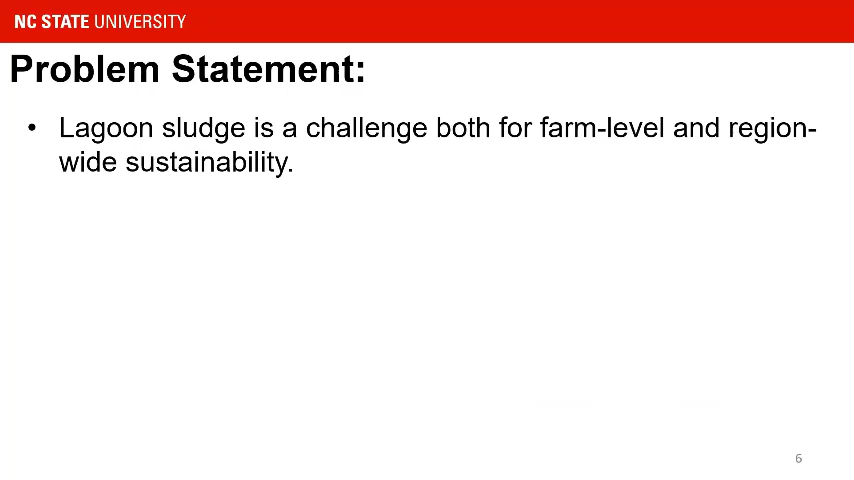 NC STATE UNIVERSITY
Problem Statement:
• Lagoon sludge is a challenge both for farm-level and region-
wide sustainability.
6